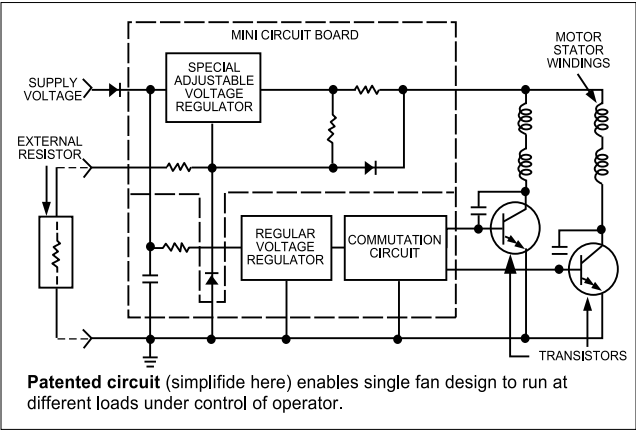 MINI CIRCUIT BOARD
MOTOR
STATOR
WINDINGS
SPECIAL
ADJUSTABLE
VOLTAGE
REGULATOR
SUPPLY
VOLTAGE
EXTERNAL
RESISTOR
REGULAR
VOLTAGE
REGULATOR
COMMUTATION
CIRCUIT
TRANSISTORS
Patented circuit (simplifide here) enables single fan design to run at
different loads under control of operator.